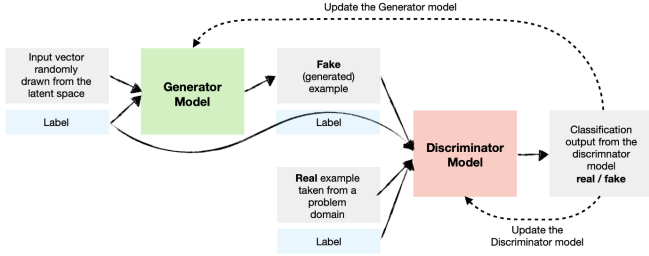 Update the Generator model
Input vector
randomly
drawn from the
latent space
Label
Generator
Model
Fake
(generated)
example
Label
Real example
taken from a
problem
domain
Label
Discriminator
Model
Classification
output from the
discrimnator
model
real / fake
Update the
Discriminator model